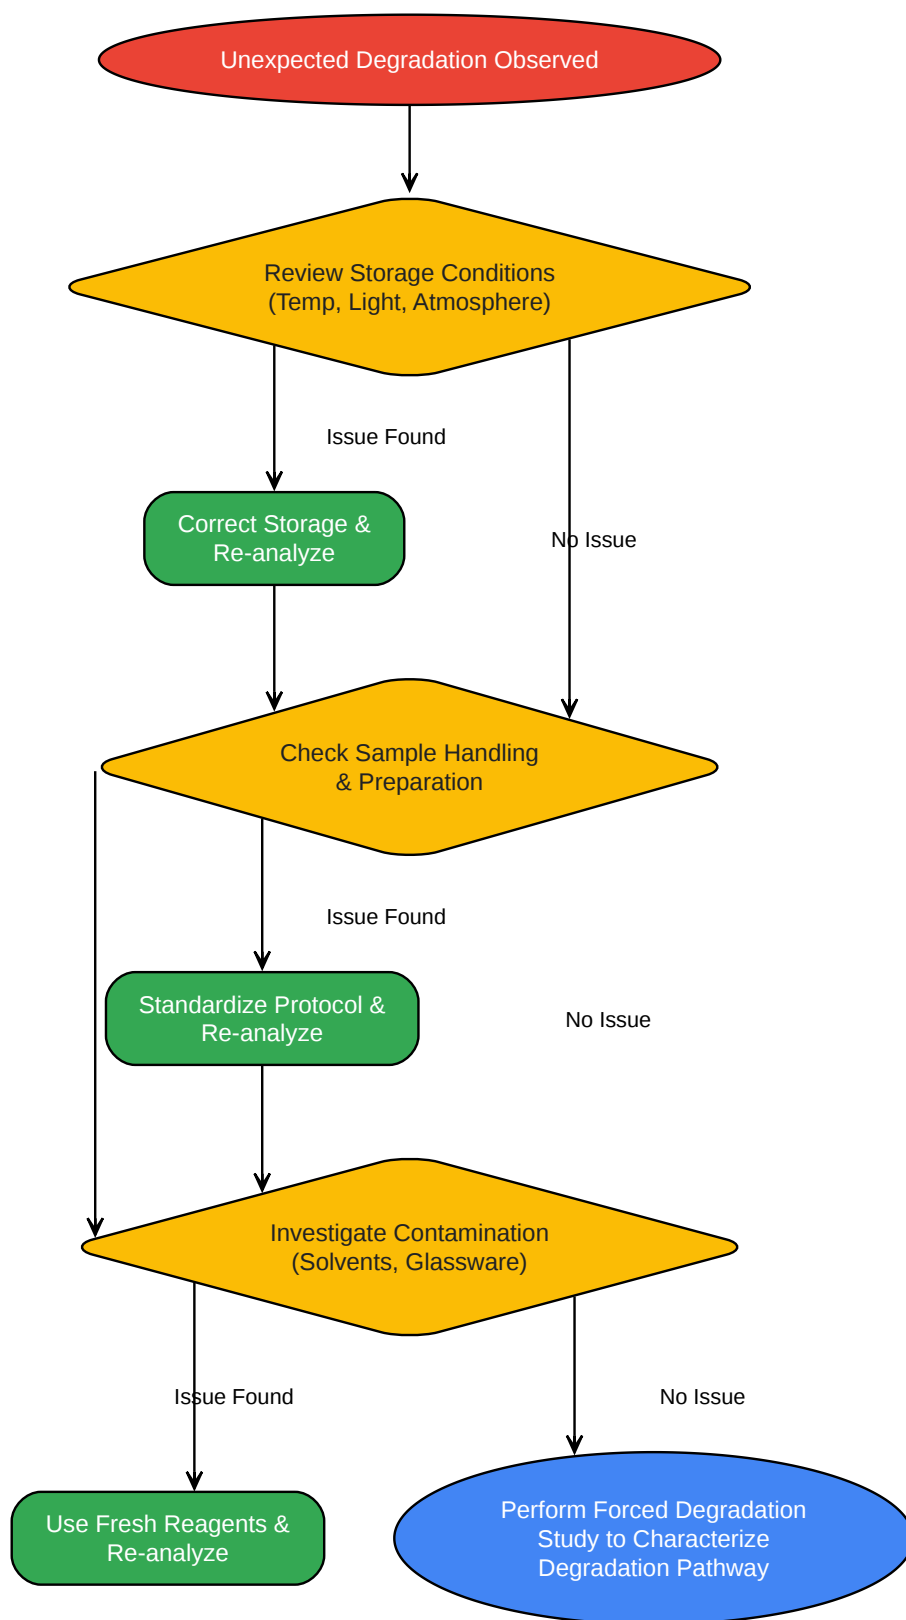 Unexpected Degradation Observed
Review Storage Conditions
(Temp, Light, Atmosphere)
Issue Found
Correct Storage &
Re-analyze
No Issue
Check Sample Handling
& Preparation
Issue Found
Standardize Protocol &
Re-analyze
No Issue
Investigate Contamination
(Solvents, Glassware)
Issue Found
No Issue
Use Fresh Reagents &
Re-analyze
Perform Forced Degradation
Study to Characterize
Degradation Pathway